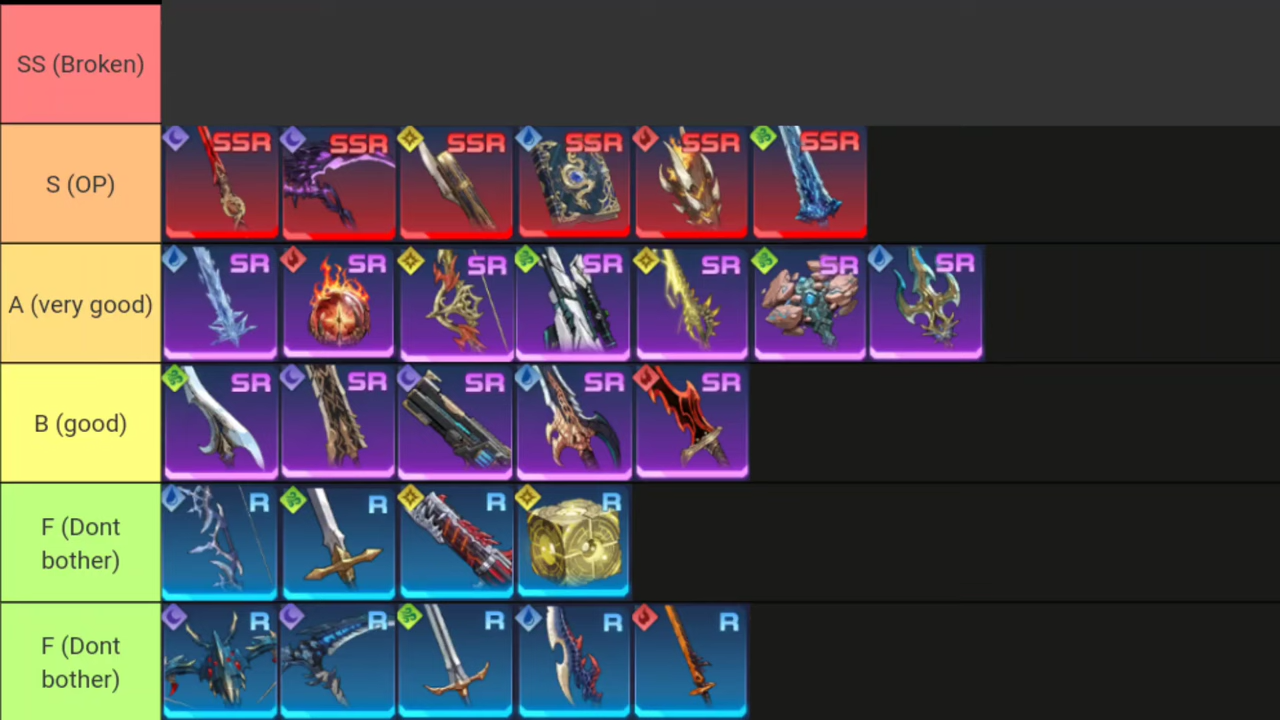 SS (Broken)
S (OP)
SSR SSR SSR SSR SSR SSR
A (very good)
SR SR SR SR SR SR SR
B (good)
SR SR SR SR SR
F (Dont
bother)
R R R R
F (Dont
bother)
R R R R R